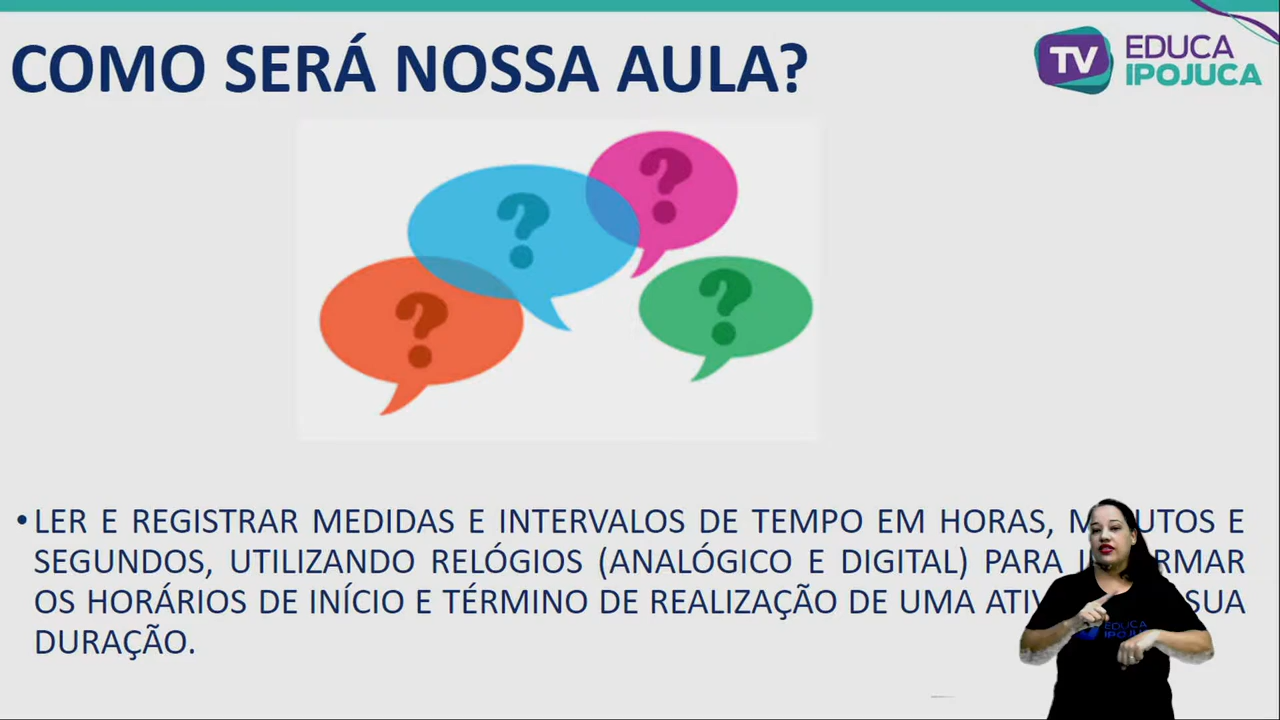 COMO SERÁ NOSSA AULA?
TV EDUCA
IPOJUCA
? ? ? ?
• LER E REGISTRAR MEDIDAS E INTERVALOS DE TEMPO EM HORAS, E
SEGUNDOS, UTILIZANDO RELÓGIOS (ANALÓGICO E DIGITAL) PARA
OS HORÁRIOS DE INÍCIO E TÉRMINO DE REALIZAÇÃO DE UMA SUA
DURAÇÃO.
EDUCA